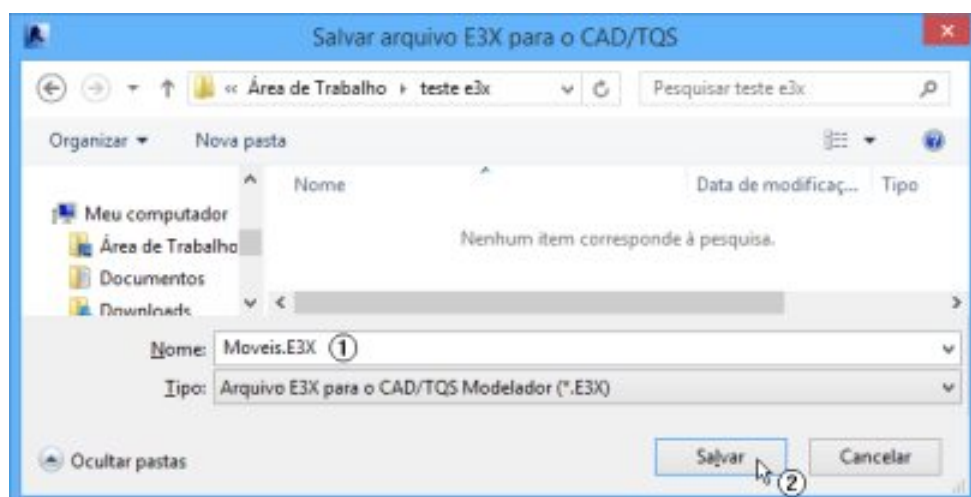 Salvar arquivo E3X para o CAD/TQS
« Área de Trabalho ▸ teste e3x
Pesquisar teste e3x
Organizar
Nova pasta
Nome
Data de modificaç...
Tipo
Meu computador
Área de Trabalho
Documentos
Downloads
Nenhum item corresponde à pesquisa.
Nome: Moveis.E3X 1
Tipo: Arquivo E3X para o CAD/TQS Modelador (*.E3X)
Ocultar pastas
Salvar 2
Cancelar